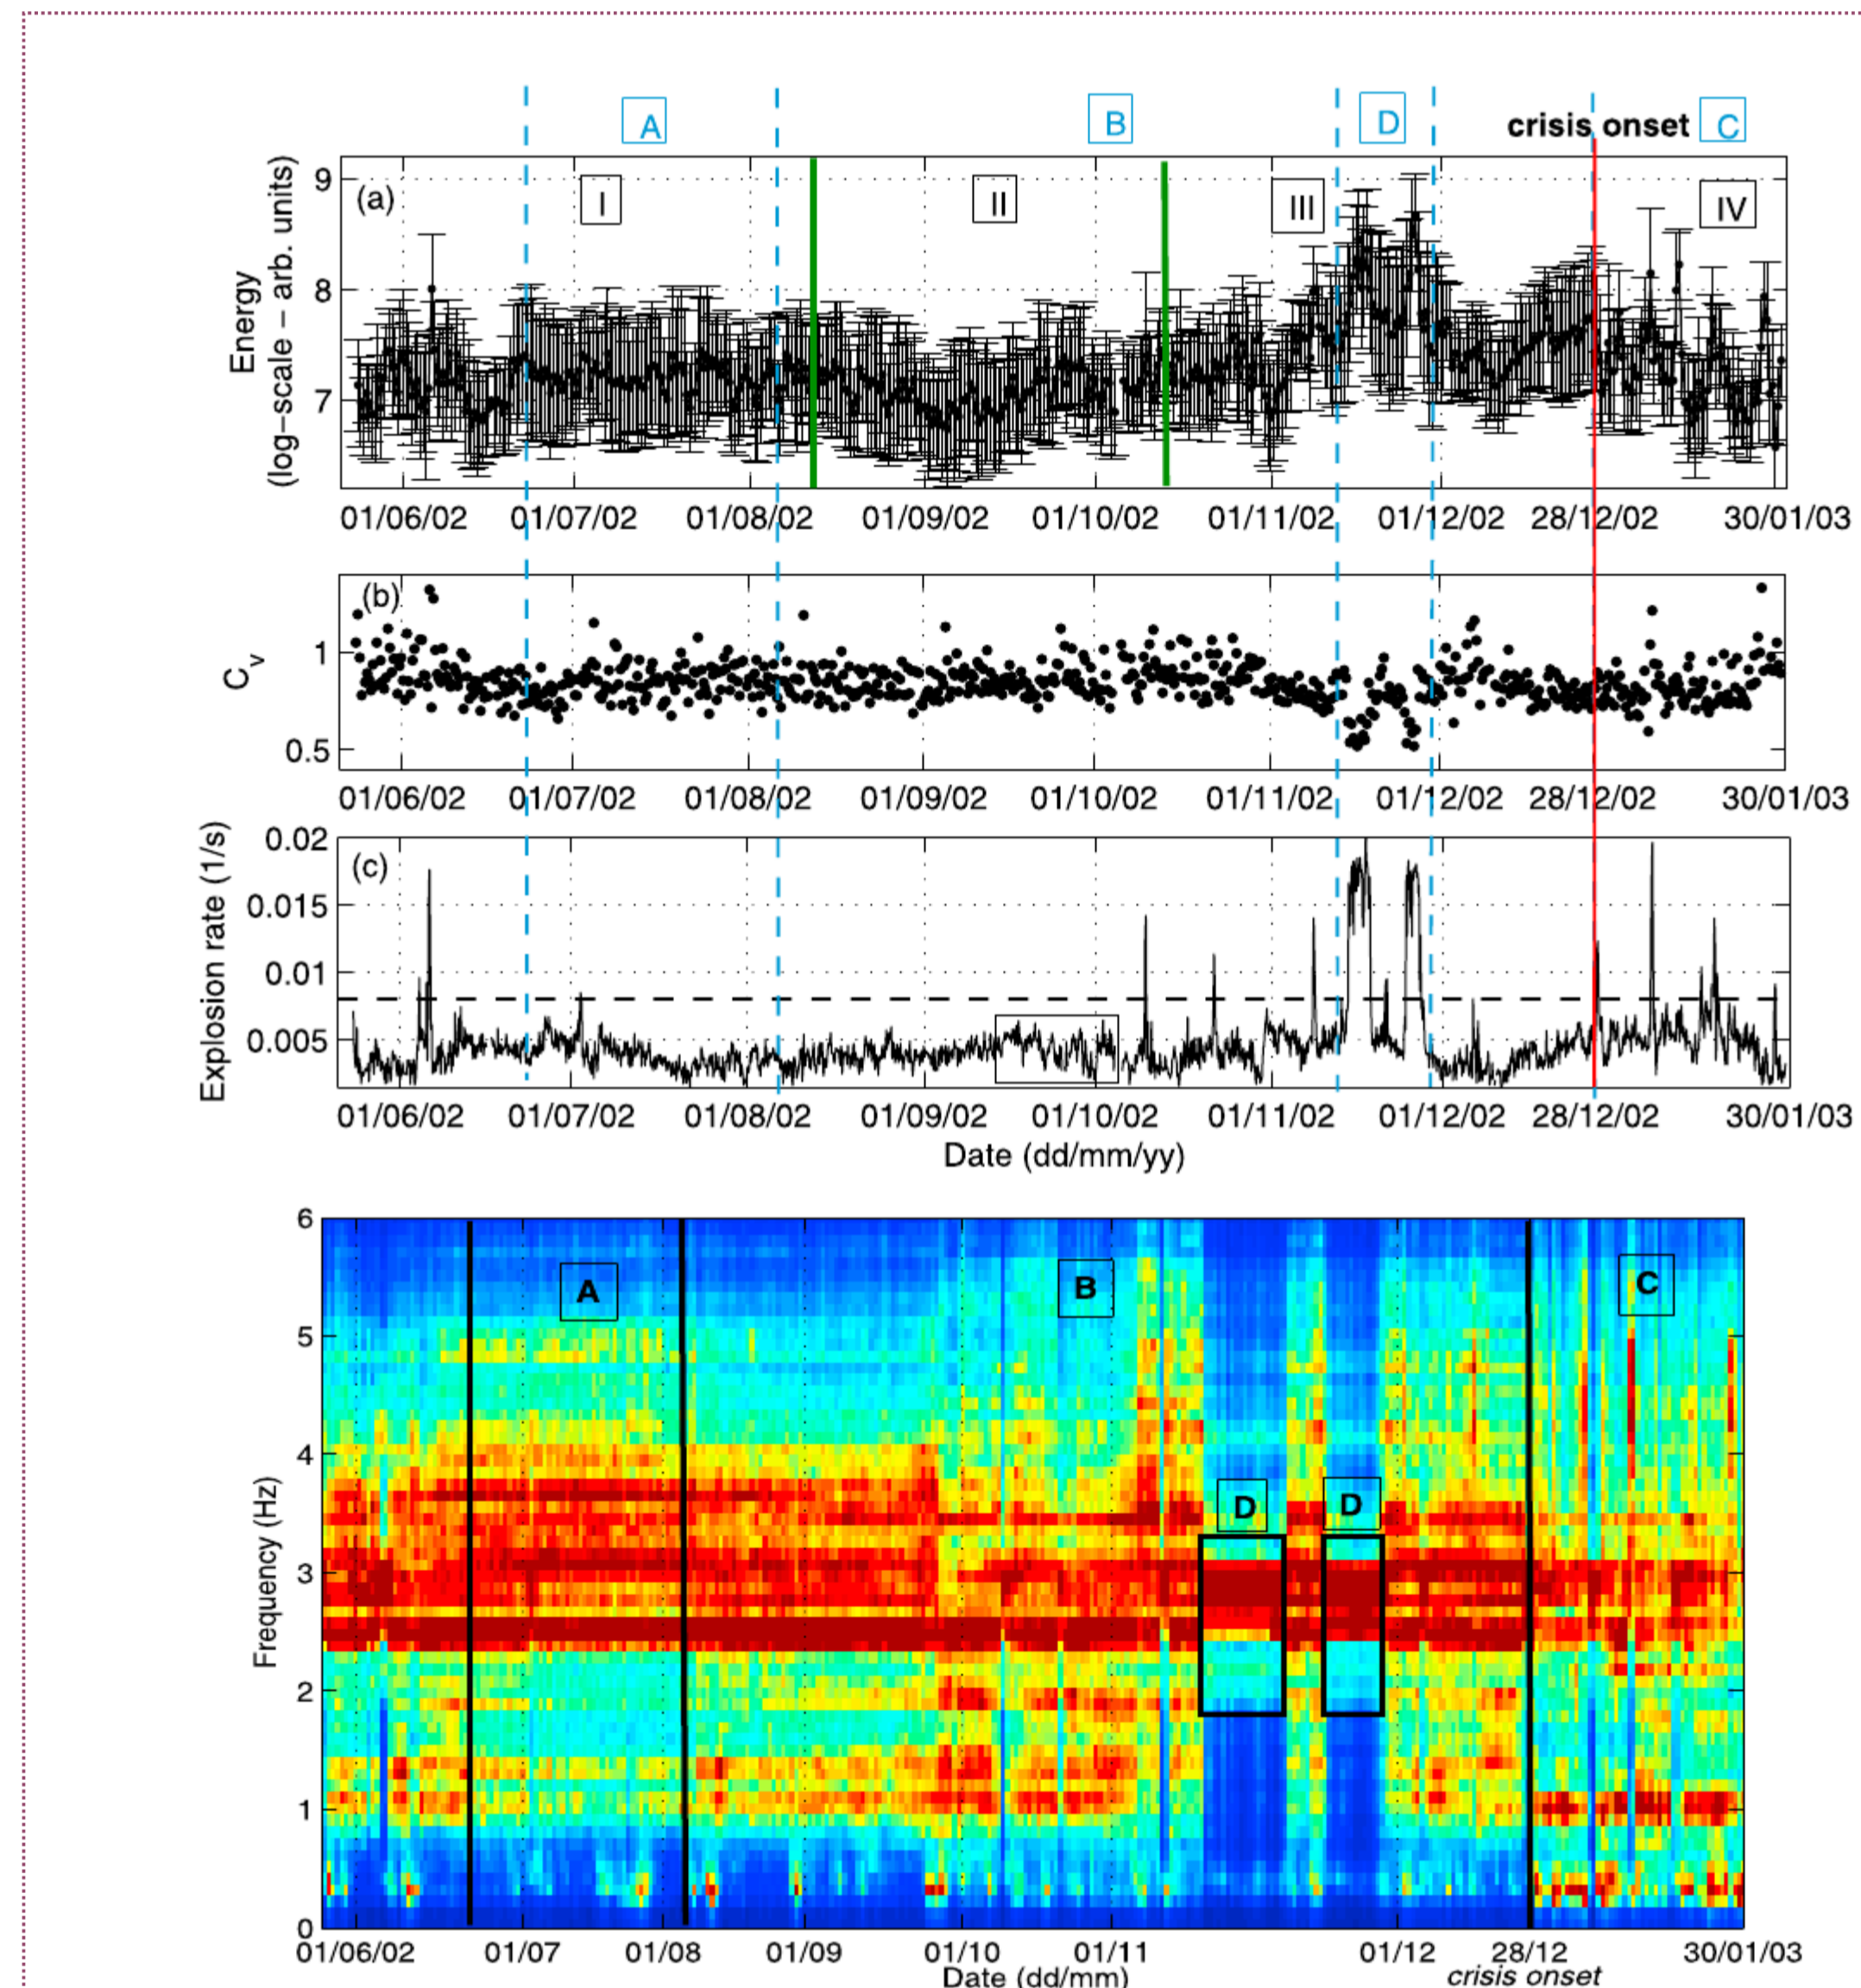 A B D crisis onset C
(a) I II III IV
Energy
(log–scale – arb. units)
9
8
7
01/06/02 01/07/02 01/08/02 01/09/02 01/10/02 01/11/02 01/12/02 28/12/02 30/01/03
(b)
Cv
1
0.5
01/06/02 01/07/02 01/08/02 01/09/02 01/10/02 01/11/02 01/12/02 28/12/02 30/01/03
(c)
Explosion rate (1/s)
0.02
0.015
0.01
0.005
01/06/02 01/07/02 01/08/02 01/09/02 01/10/02 01/11/02 01/12/02 28/12/02 30/01/03
Date (dd/mm/yy)
A B C
D D
Frequency (Hz)
6
5
4
3
2
1
0
01/06/02 01/07 01/08 01/09 01/10 01/11 01/12 28/12 30/01/03
Date (dd/mm) crisis onset